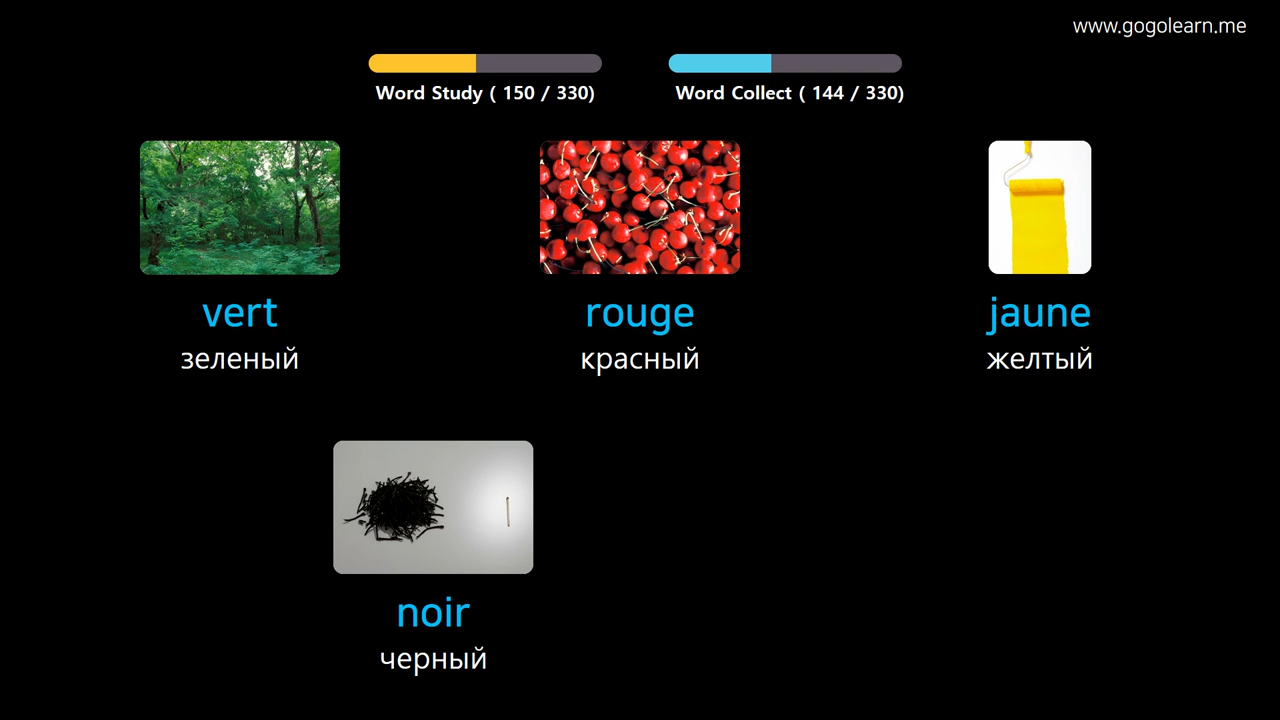 www.gogolearn.me
Word Study ( 150 / 330)
Word Collect ( 144 / 330)
vert
зеленый
rouge
красный
jaune
желтый
noir
черный